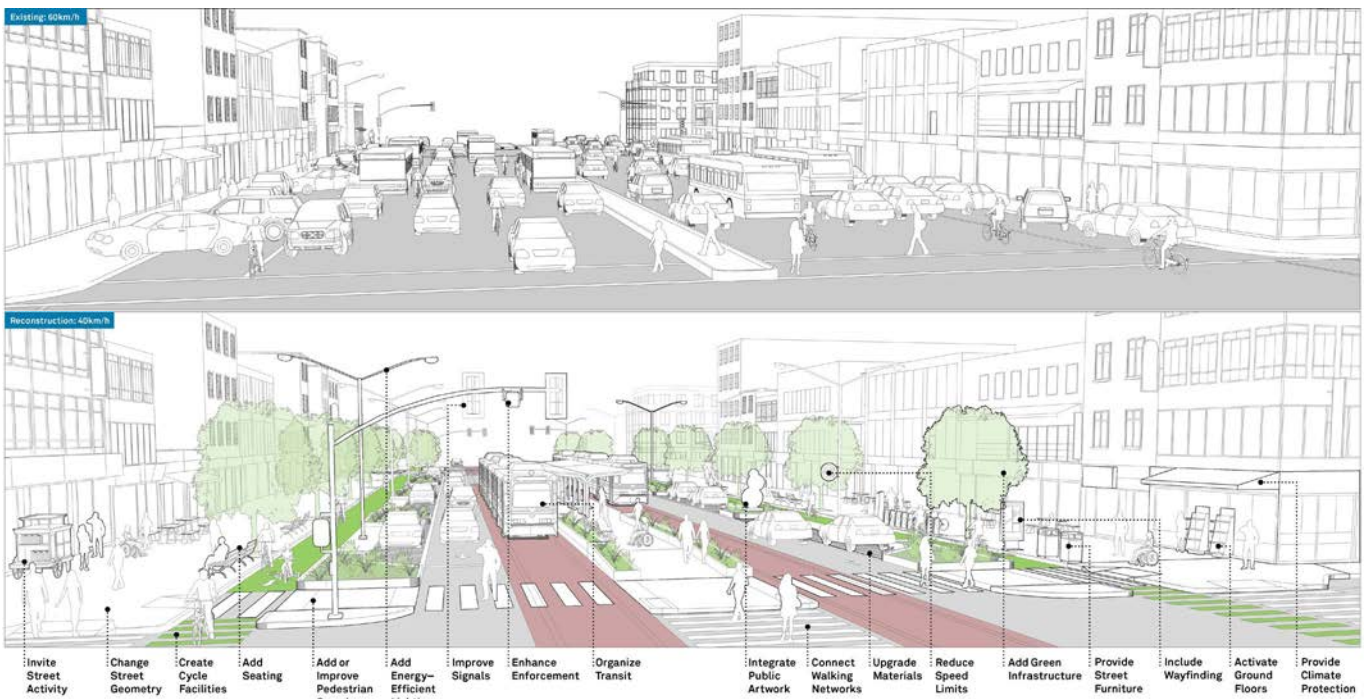 Existing: 60km/h
Reconstruction: 40km/h
Invite
Street
Activity
Change
Street
Geometry
Create
Cycle
Facilities
Add
Seating
Add or
Improve
Pedestrian
Add
Energy–
Efficient
Improve
Signals
Enhance
Enforcement
Organize
Transit
Integrate
Public
Artwork
Connect
Walking
Networks
Upgrade
Materials
Reduce
Speed
Limits
Add Green
Infrastructure
Provide
Street
Furniture
Include
Wayfinding
Activate
Ground
Floors
Provide
Climate
Protection